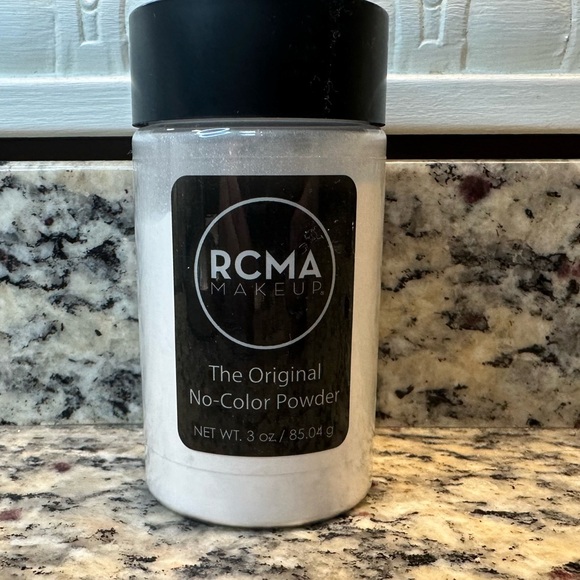 RCMA
MAKEUP®
The Original
No-Color Powder
NET WT. 3 oz. / 85.04 g